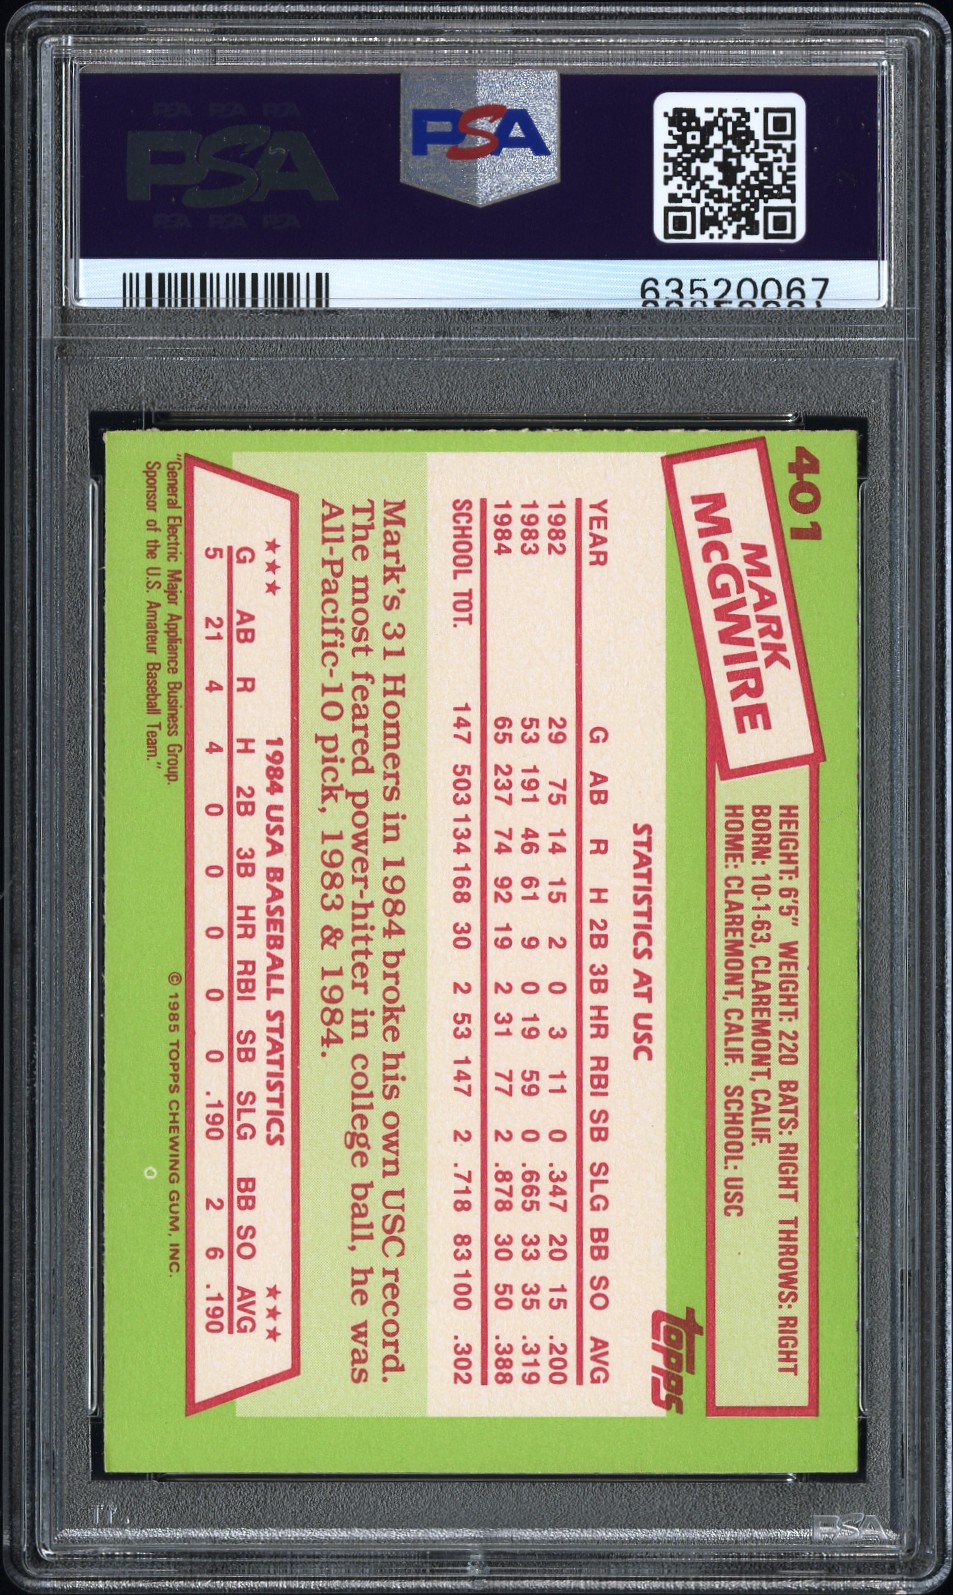 PSA PSA PSA
PSA
PSA PSA PSA
PSA
63520067
401
MARK
McGWIRE
HEIGHT: 6'5" WEIGHT: 220 BATS: RIGHT THROWS: RIGHT
BORN: 10-1-63, CLAREMONT, CALIF.
HOME: CLAREMONT, CALIF. SCHOOL: USC
topps
STATISTICS AT USC
YEAR G AB R H 2B 3B HR RBI SB SLG BB SO AVG
1982 29 75 14 15 2 0 3 11 0 .347 20 15 .200
1983 53 191 46 61 9 0 19 59 0 .665 33 35 .319
1984 65 237 74 92 19 2 31 77 2 .878 30 50 .388
SCHOOL TOT. 147 503 134 168 30 2 53 147 2 .718 83 100 .302
Mark's 31 Homers in 1984 broke his own USC record.
The most feared power-hitter in college ball, he was
All-Pacific-10 pick, 1983 & 1984.
★★★ 1984 USA BASEBALL STATISTICS ★★★
G AB R H 2B 3B HR RBI SB SLG BB SO AVG
5 21 4 4 0 0 0 0 0 .190 2 6 .190
"General Electric Major Appliance Business Group.
Sponsor of the U.S. Amateur Baseball Team."
© 1985 TOPPS CHEWING GUM, INC.
PSA